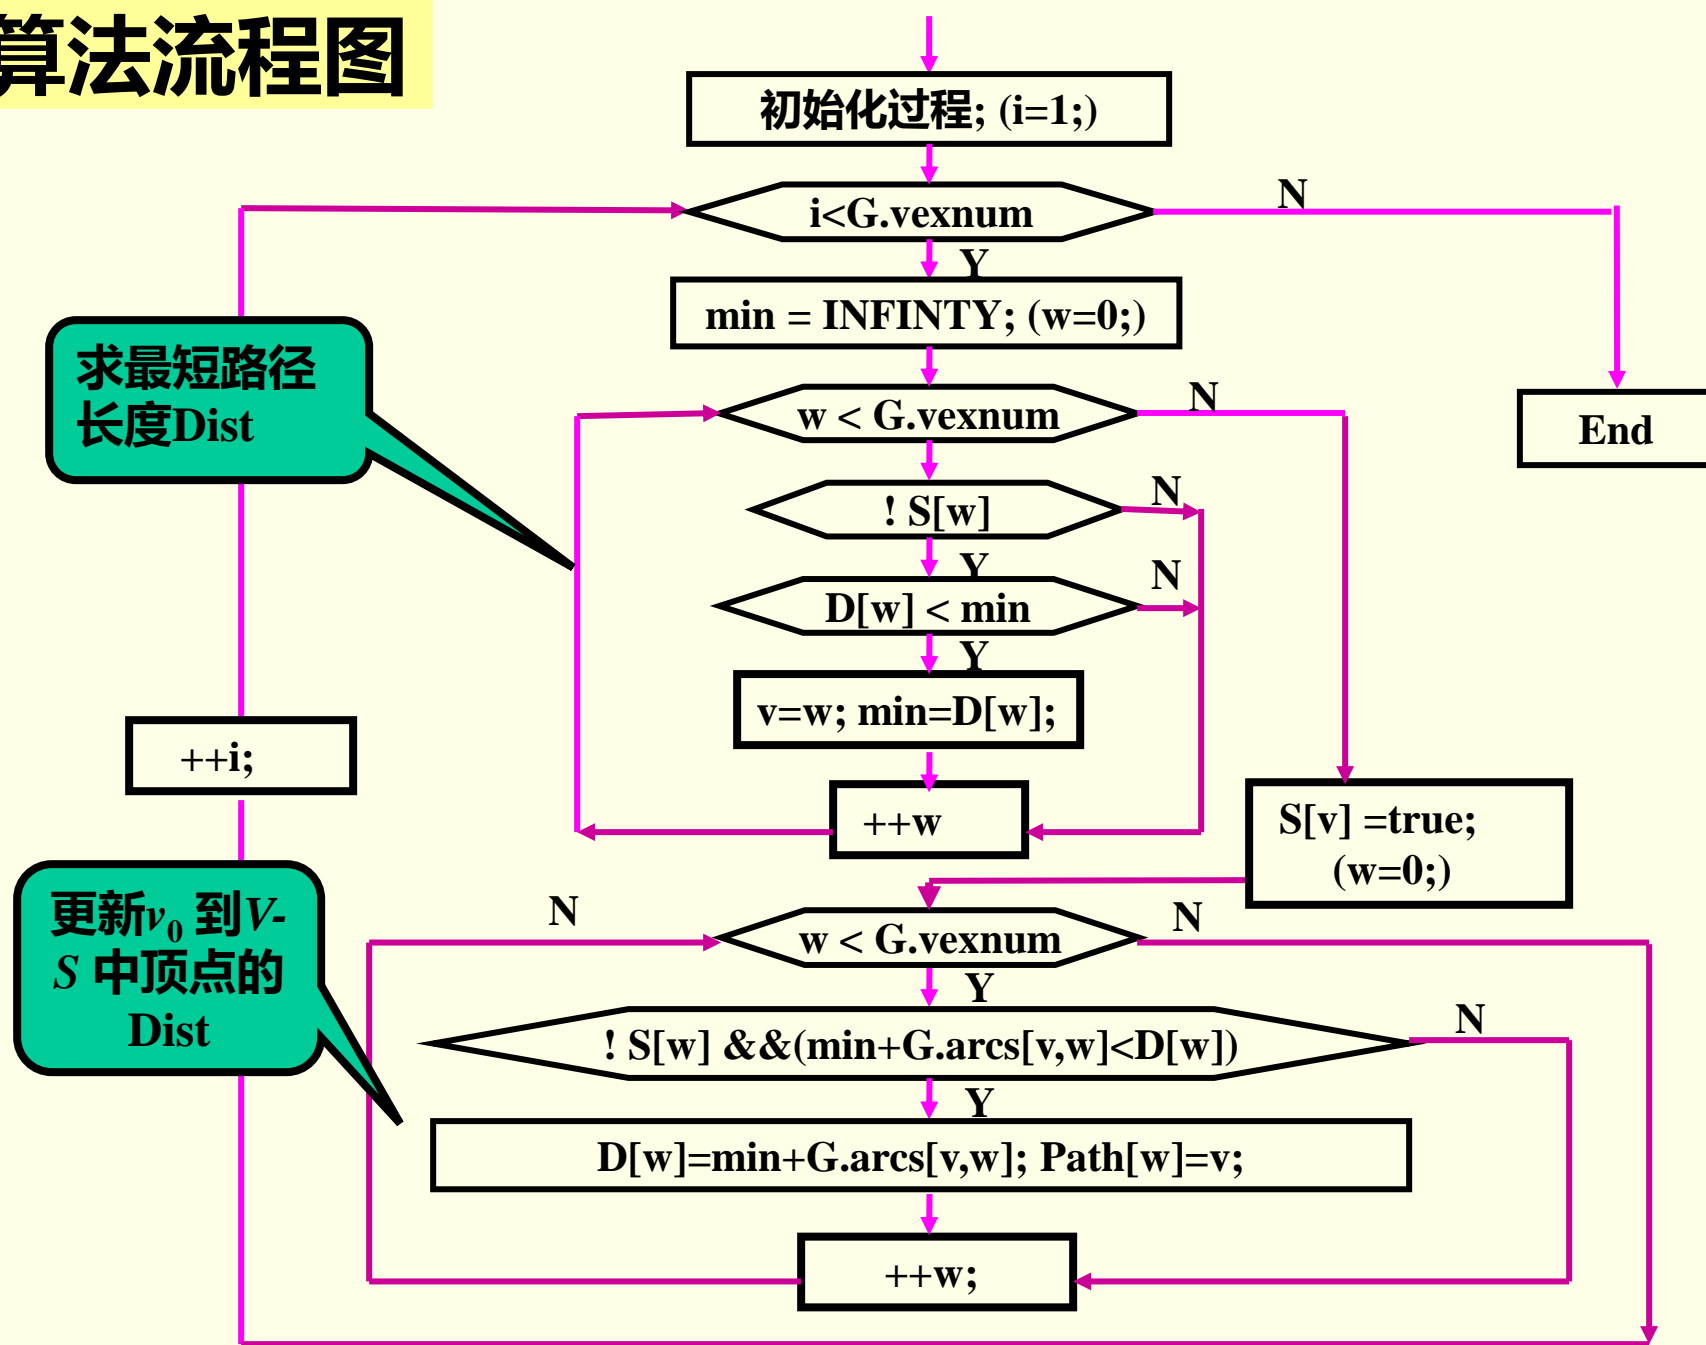 算法流程图
初始化过程; (i=1;)
i<G.vexnum
N
Y
min = INFINTY; (w=0;)
求最短路径
长度Dist
w < G.vexnum
N
End
! S[w]
N
Y
D[w] < min
N
Y
v=w; min=D[w];
++i;
++w
S[v] =true;
(w=0;)
更新v0 到V-
S 中顶点的
Dist
N
w < G.vexnum
N
Y
! S[w] &&(min+G.arcs[v,w]<D[w])
N
Y
D[w]=min+G.arcs[v,w]; Path[w]=v;
++w;